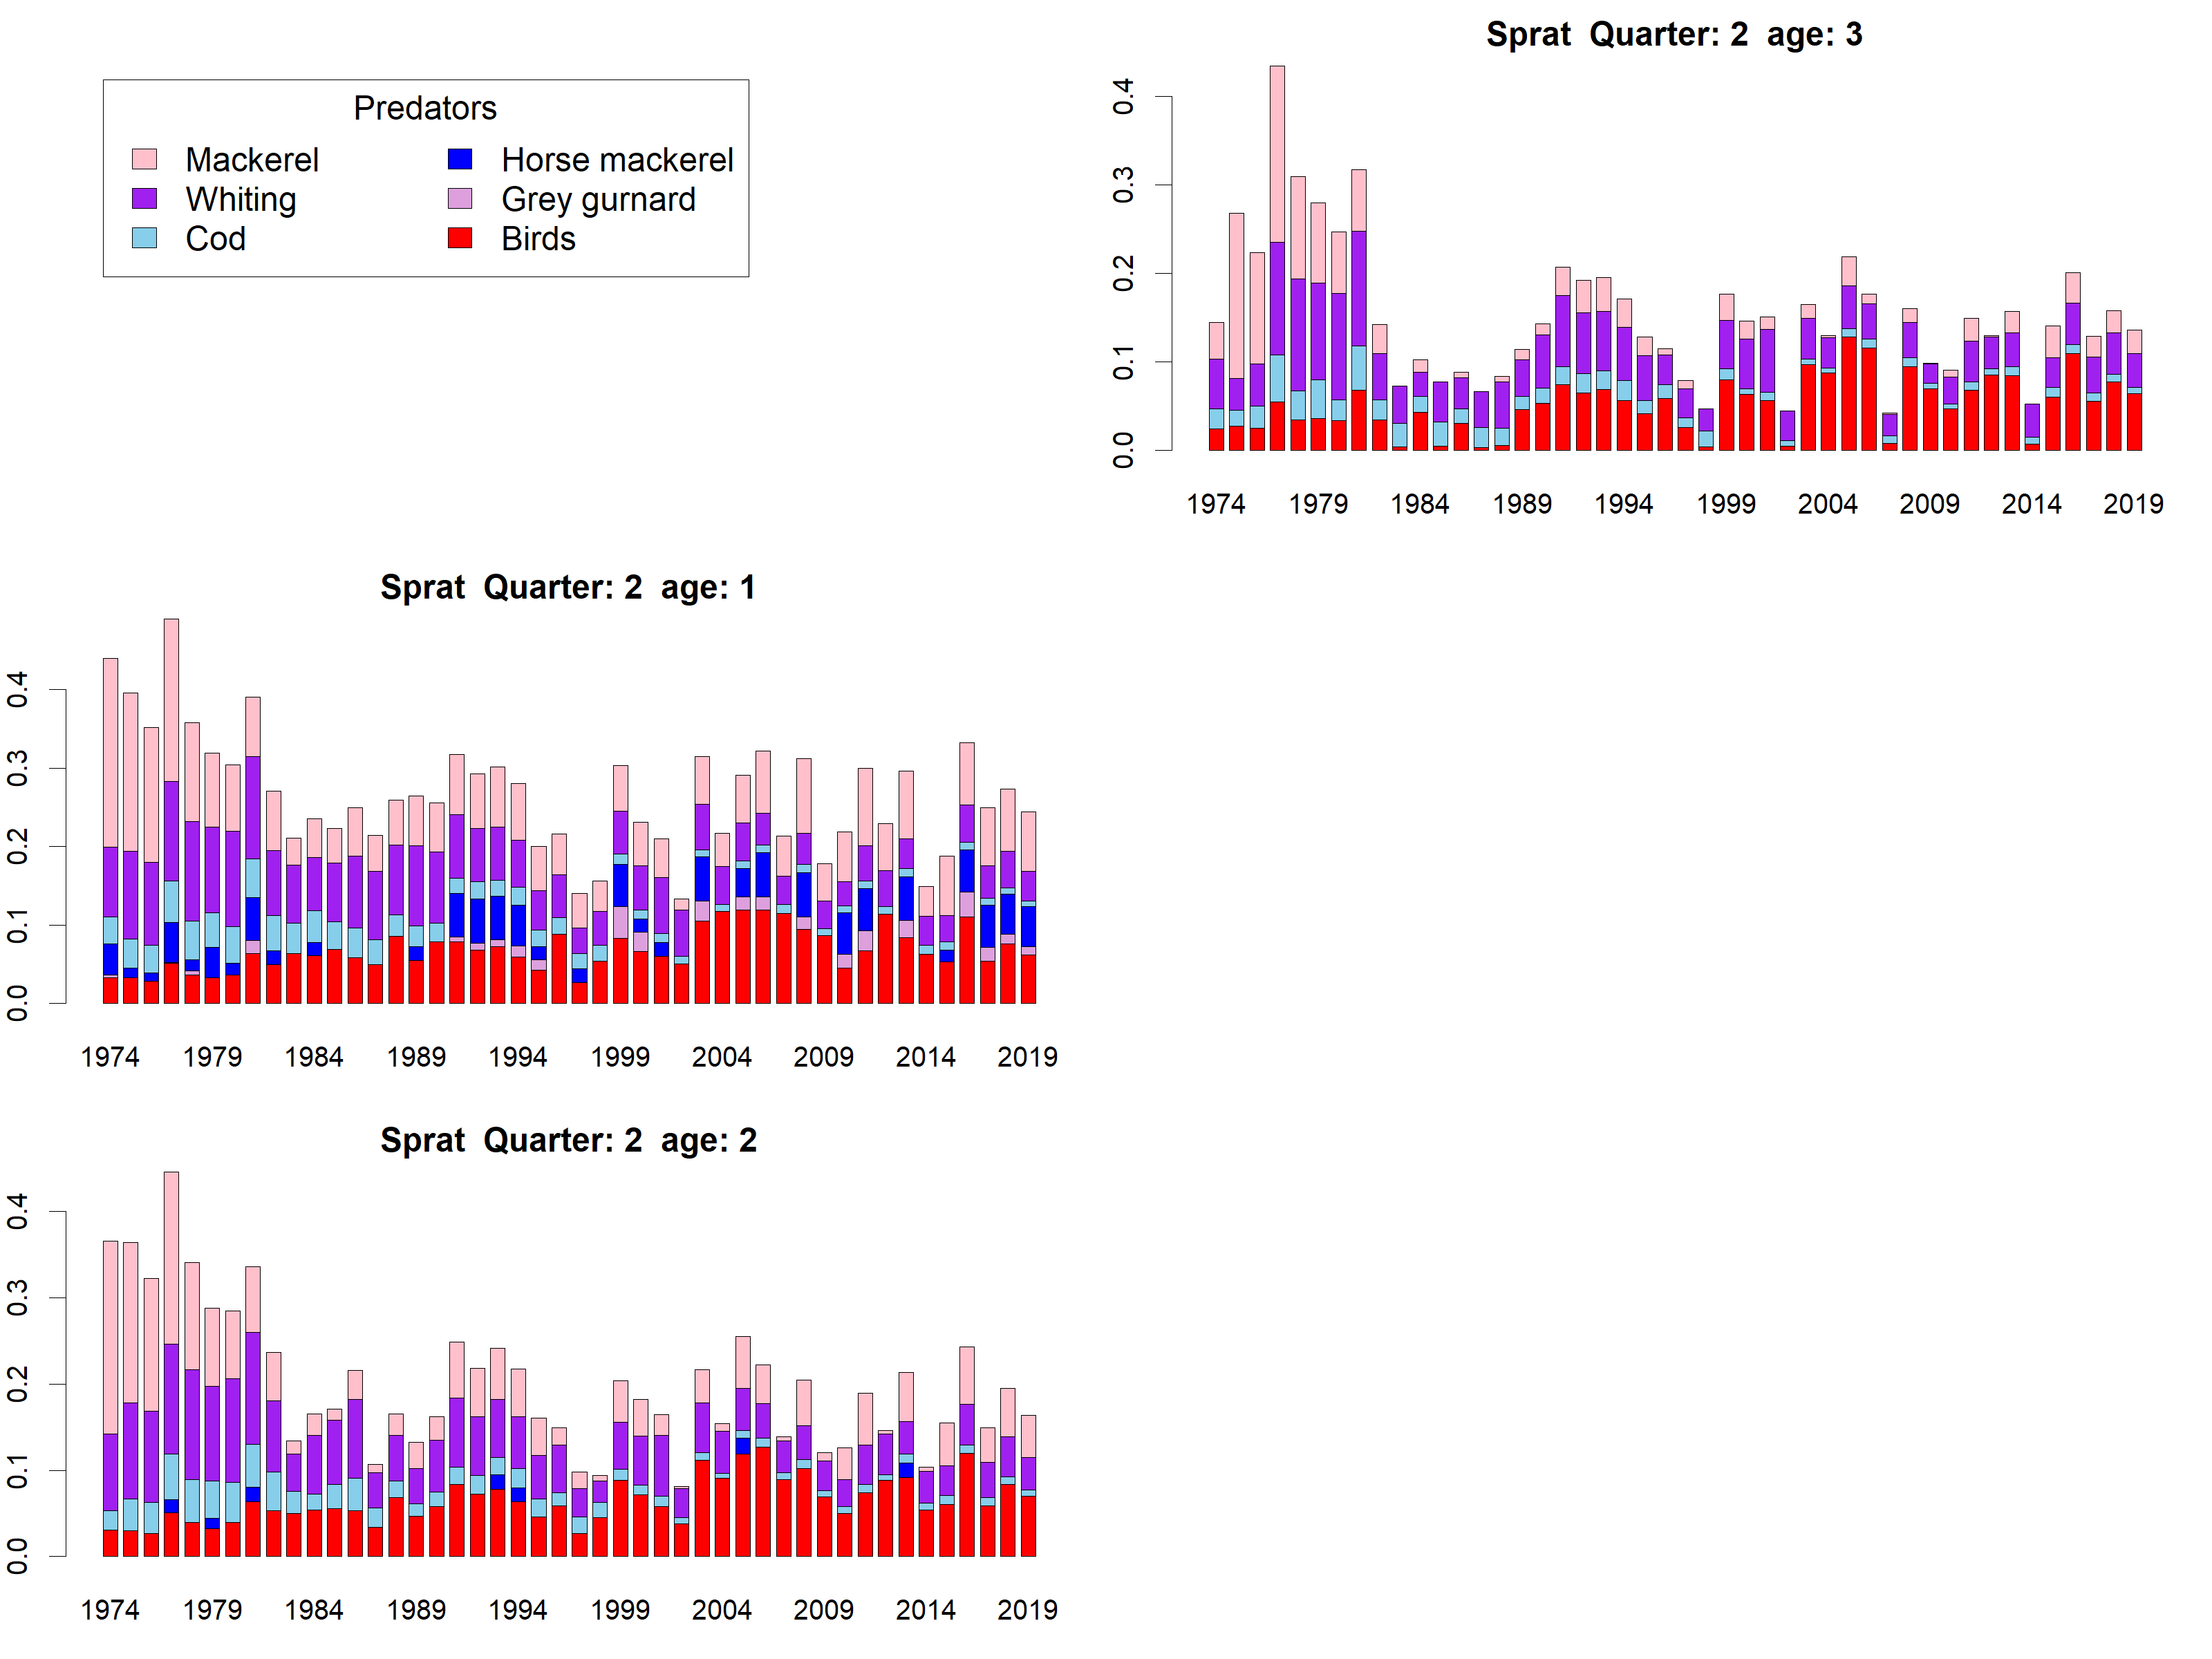 Predators
Mackerel Horse mackerel
Whiting Grey gurnard
Cod Birds
Sprat Quarter: 2 age: 3
0.4
0.3
0.2
0.1
0.0
1974 1979 1984 1989 1994 1999 2004 2009 2014 2019
Sprat Quarter: 2 age: 1
0.4
0.3
0.2
0.1
0.0
1974 1979 1984 1989 1994 1999 2004 2009 2014 2019
Sprat Quarter: 2 age: 2
0.4
0.3
0.2
0.1
0.0
1974 1979 1984 1989 1994 1999 2004 2009 2014 2019